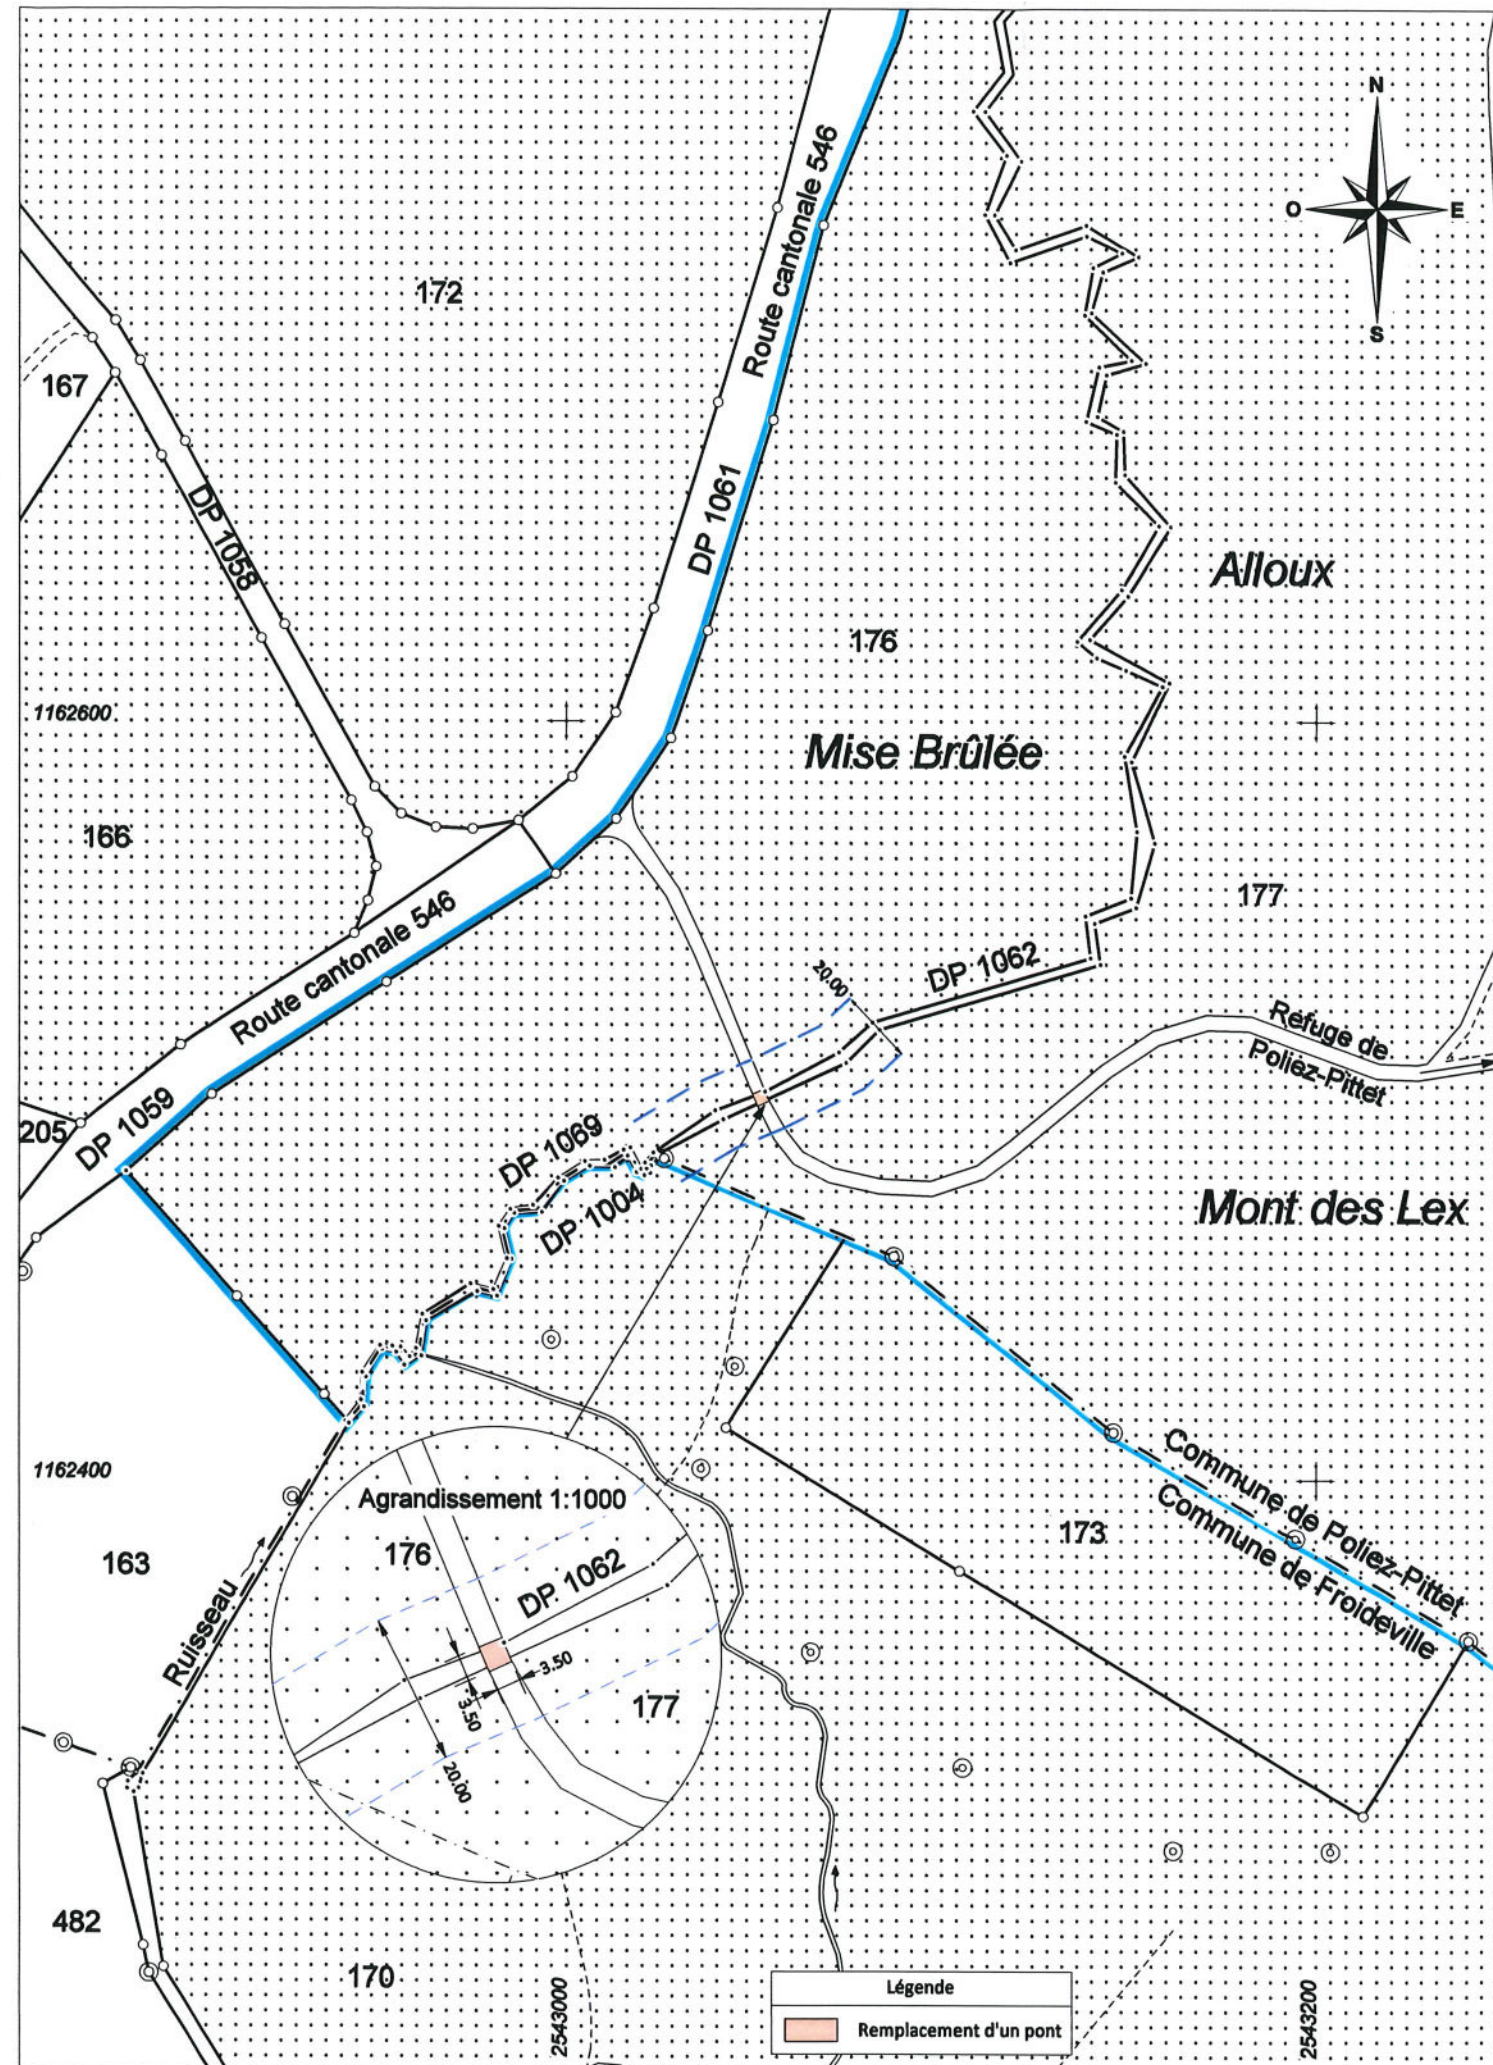 N
O
E
S
172
Route cantonale 546
167
DP 1058
DP 1061
Alloux
176
1162600
Mise Brûlée
166
177
Route cantonale 546
DP 1062
20.00
Refuge de
Poliez-Pittet
DP 1059
205
DP 1069
DP 1004
Mont des Lex
1162400
Commune de Poliez-Pittet
Commune de Froideville
173
163
Ruisseau
Agrandissement 1:1000
176
DP 1062
3.50
3.50
177
20.00
482
170
2543000
2543200
Légende
Remplacement d'un pont